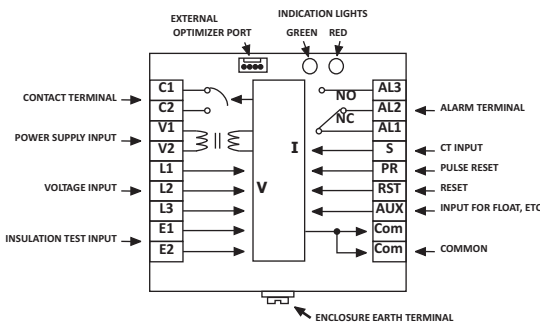 EXTERNAL
OPTIMIZER PORT
INDICATION LIGHTS
GREEN RED
CONTACT TERMINAL
POWER SUPPLY INPUT
VOLTAGE INPUT
INSULATION TEST INPUT
C1
C2
V1
V2
L1
L2
L3
E1
E2
I
V
NO
NC
AL3
AL2
AL1
S
PR
RST
AUX
Com
Com
ALARM TERMINAL
CT INPUT
PULSE RESET
RESET
INPUT FOR FLOAT, ETC
COMMON
ENCLOSURE EARTH TERMINAL